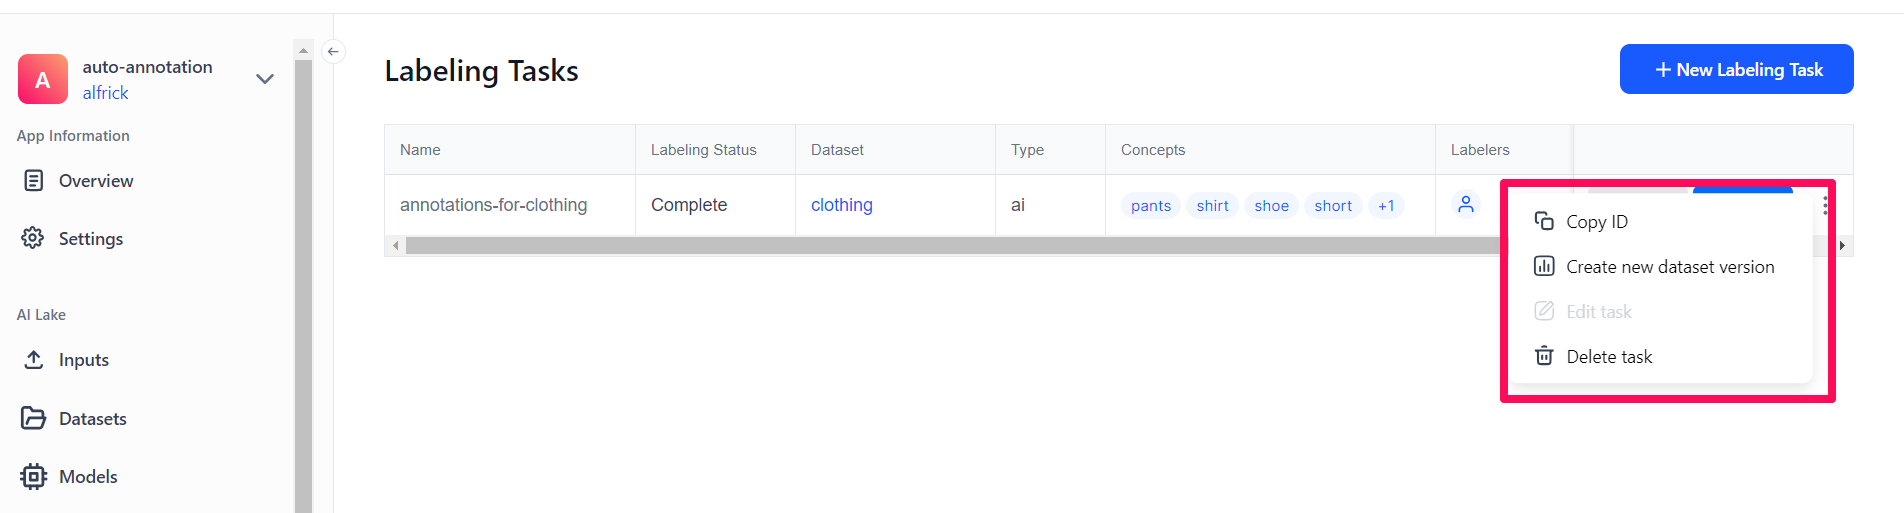 A
auto-annotation
alfrick
App Information
Overview
Settings
AI Lake
Inputs
Datasets
Models
Labeling Tasks
New Labeling Task
Name Labeling Status Dataset Type Concepts Labelers
annotations-for-clothing Complete clothing ai pants shirt shoe short +1
Copy ID
Create new dataset version
Edit task
Delete task